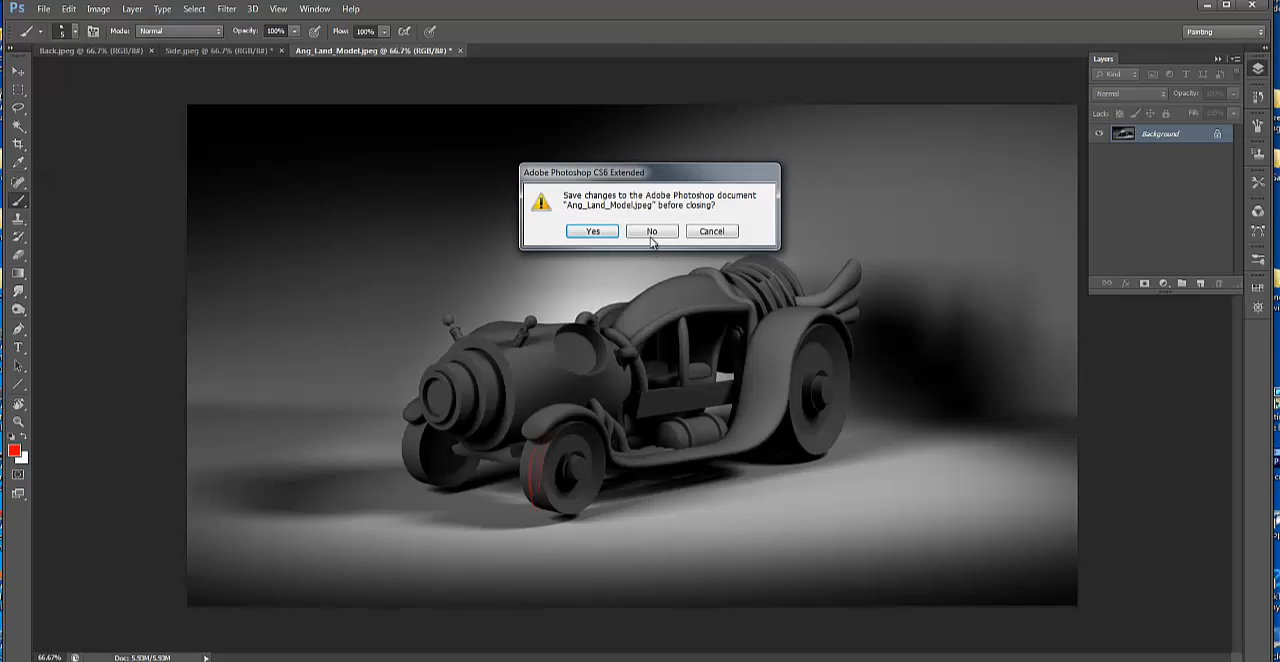 Ps File Edit Image Layer Type Select Filter 3D View Window Help
5 Mode: Normal Opacity: 100% Flow: 100% Painting
Back.jpeg @ 66.7% (RGB/8#) × Side.jpeg @ 66.7% (RGB/8#) * × Ang_Land_Model.jpeg @ 66.7% (RGB/8#) * ×
Layers
Kind
Normal Opacity: 100%
Lock: Fill: 100%
Background
Adobe Photoshop CS6 Extended
Save changes to the Adobe Photoshop document
"Ang_Land_Model.jpeg" before closing?
Yes No Cancel
66.67% Doc: 5.93M/5.93M